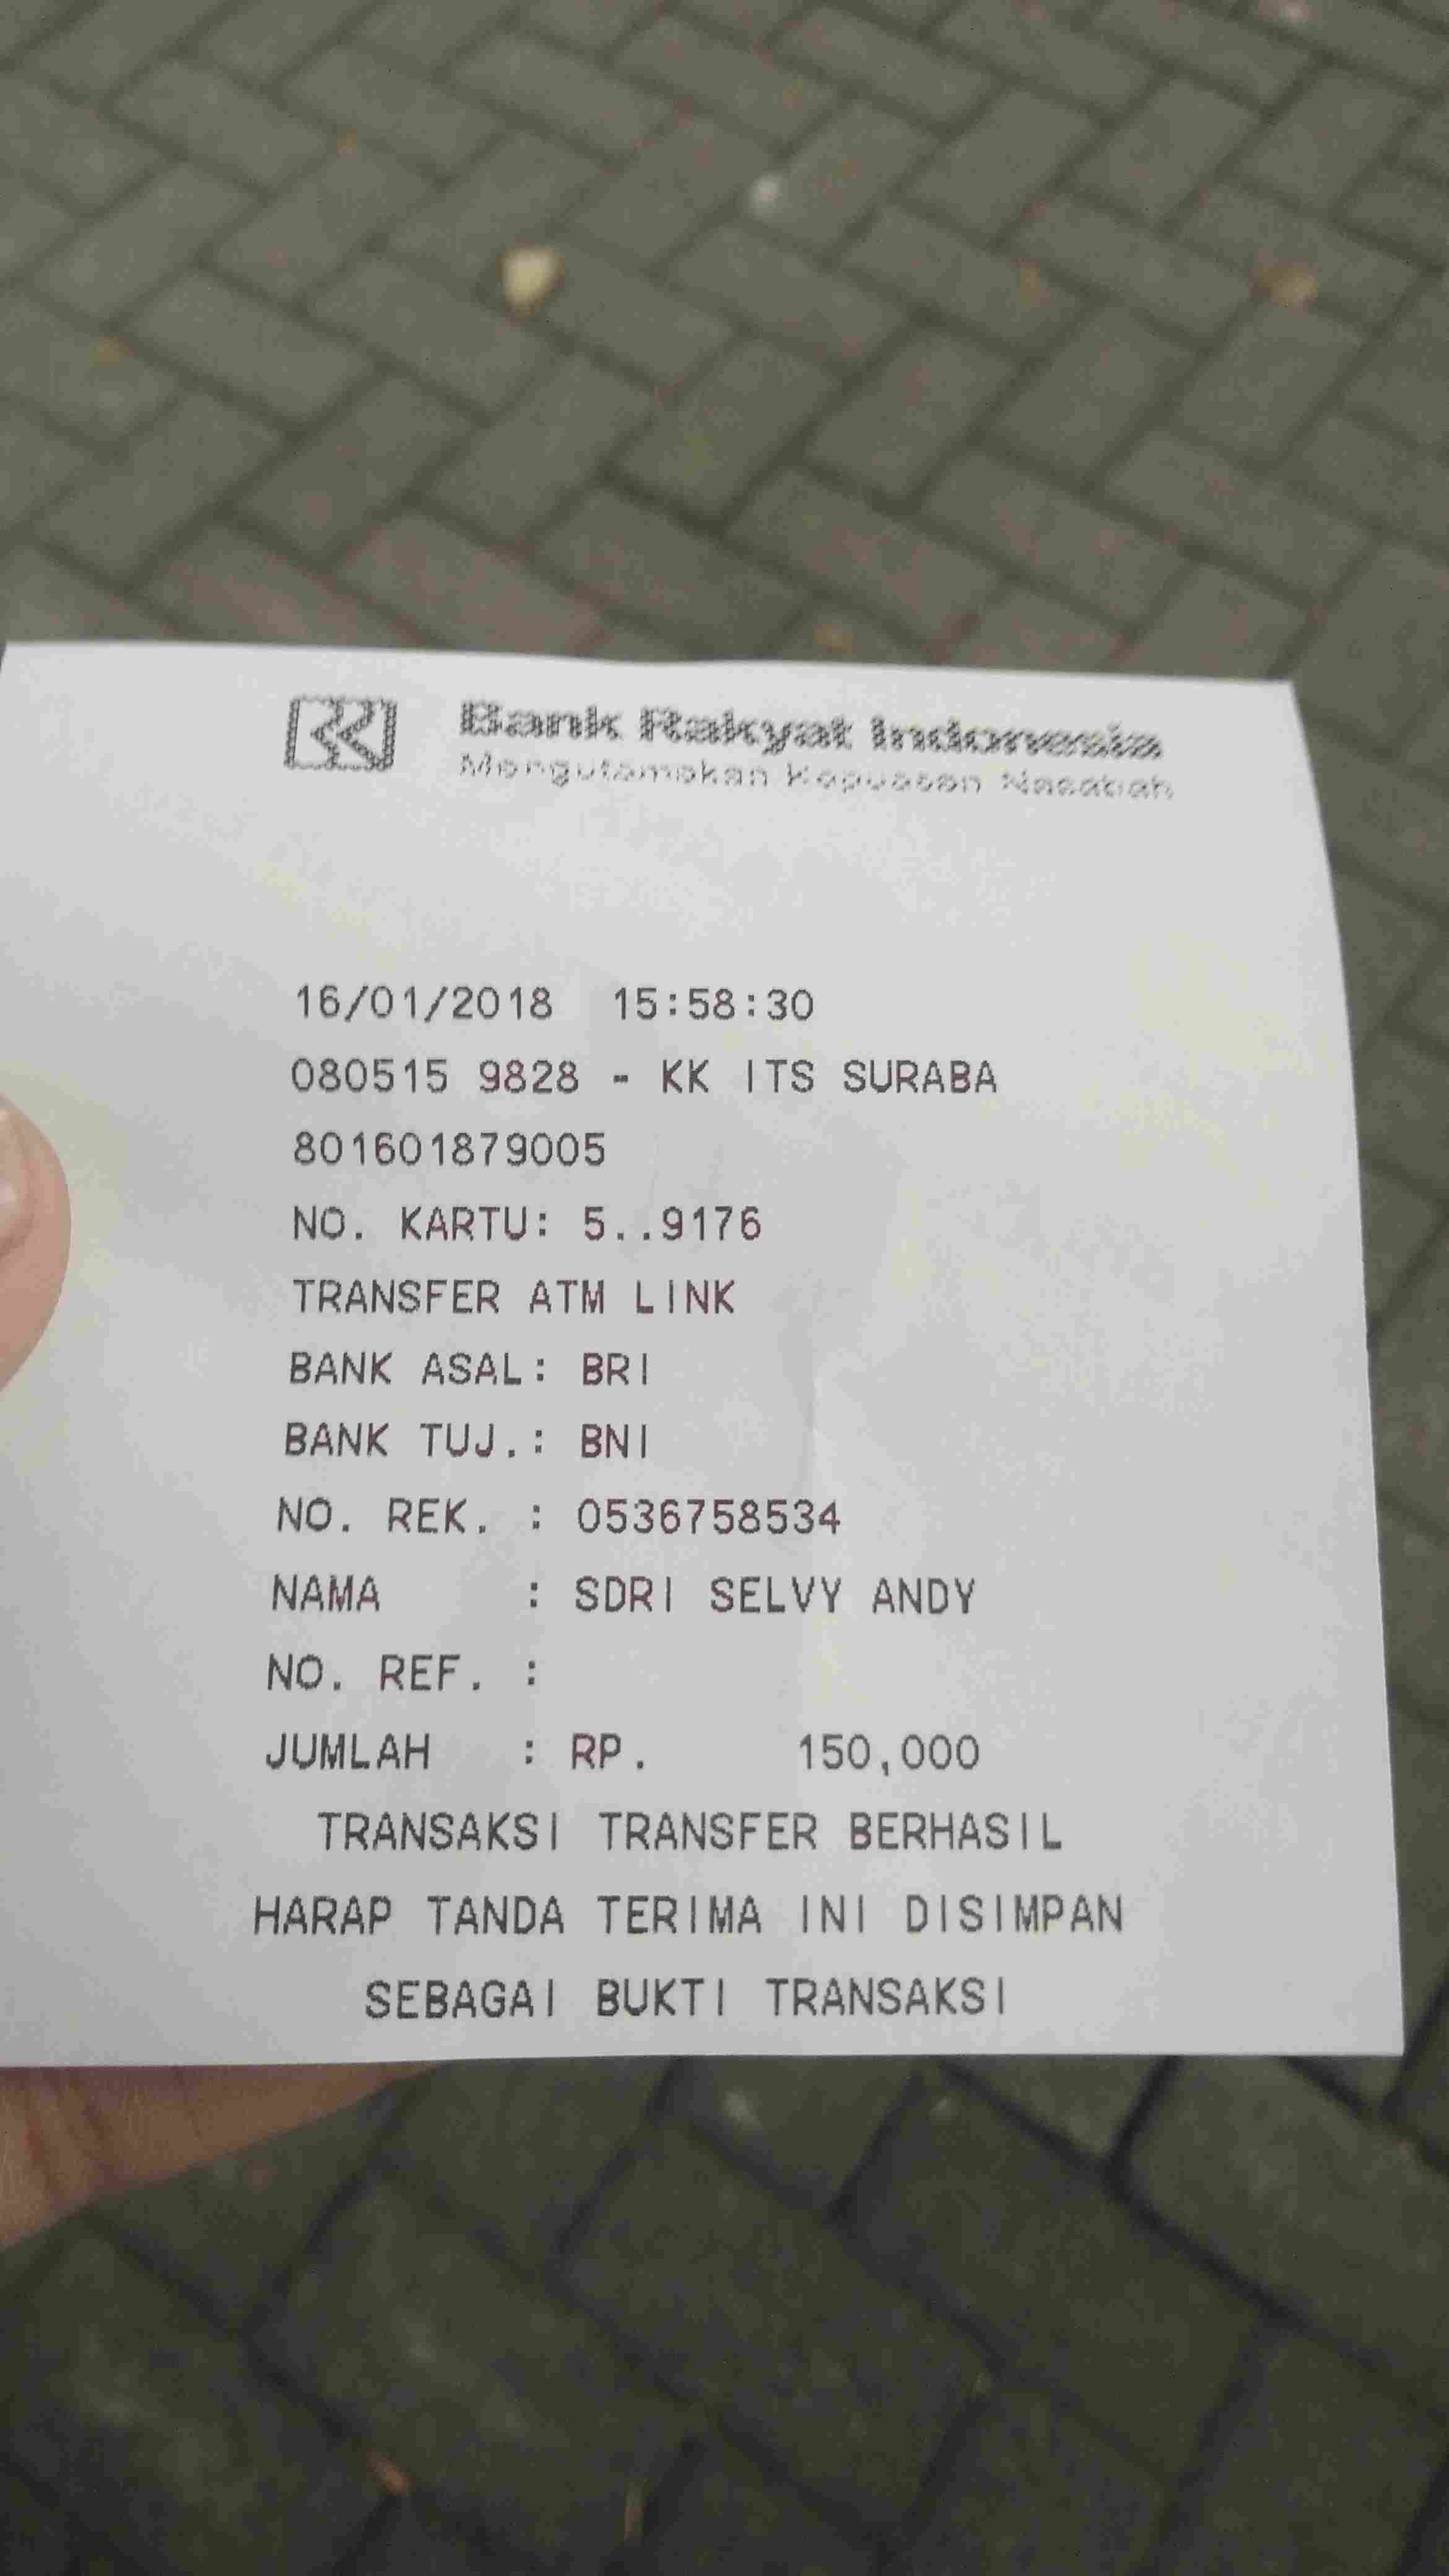 Bank Rakyat Indonesia
Mengutamakan Kepuasan Nasabah
16/01/2018 15:58:30
080515 9828 - KK ITS SURABA
801601879005
NO. KARTU: 5..9176
TRANSFER ATM LINK
BANK ASAL: BRI
BANK TUJ.: BNI
NO. REK. : 0536758534
NAMA : SDRI SELVY ANDY
NO. REF. :
JUMLAH : RP. 150,000
TRANSAKSI TRANSFER BERHASIL
HARAP TANDA TERIMA INI DISIMPAN
SEBAGAI BUKTI TRANSAKSI